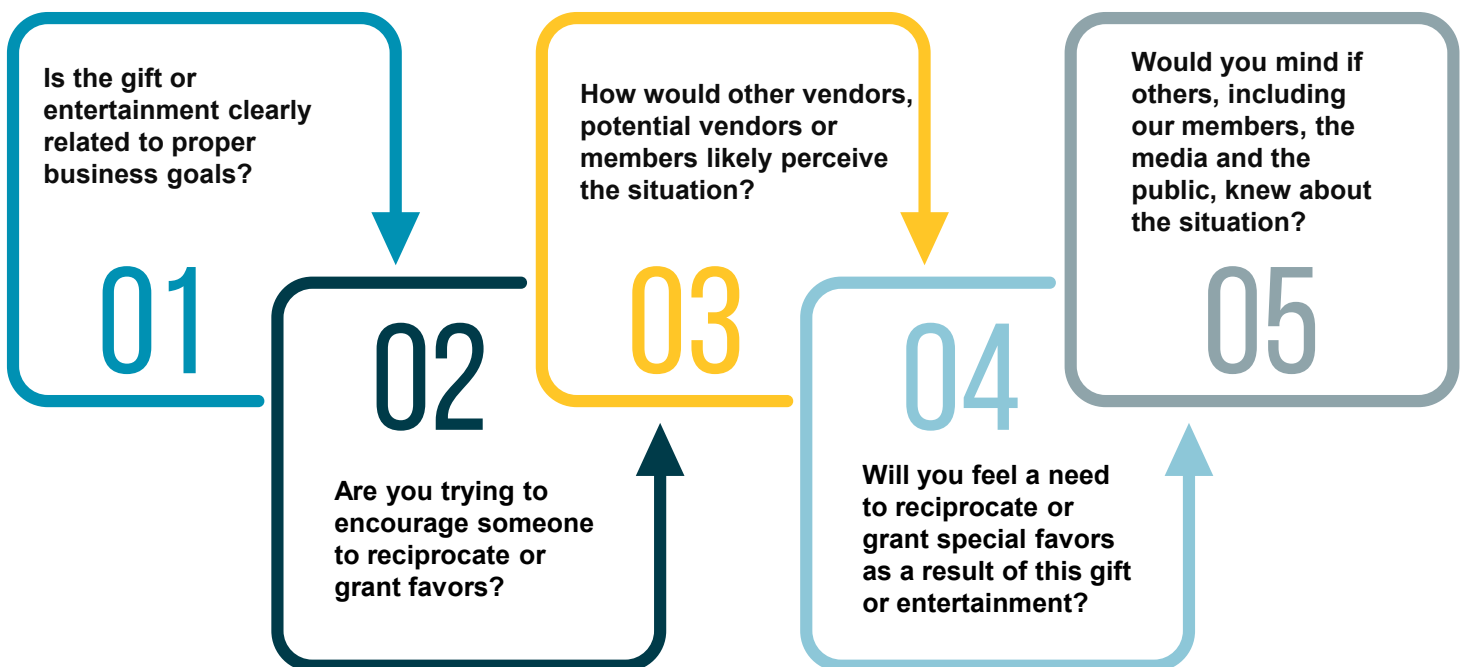 Is the gift or
entertainment clearly
related to proper
business goals?
01
02
Are you trying to
encourage someone
to reciprocate or
grant favors?
How would other vendors,
potential vendors or
members likely perceive
the situation?
03
04
Will you feel a need
to reciprocate or
grant special favors
as a result of this gift
or entertainment?
Would you mind if
others, including
our members, the
media and the
public, knew about
the situation?
05